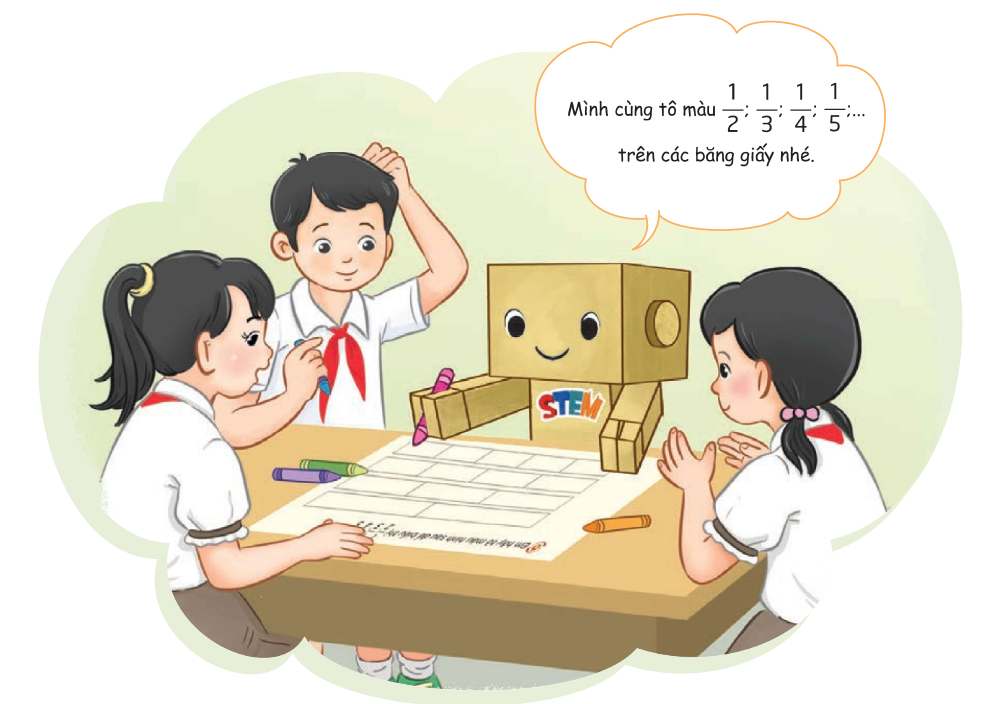 Mình cùng tô màu 1/2; 1/3; 1/4; 1/5;...
trên các băng giấy nhé.
STEM